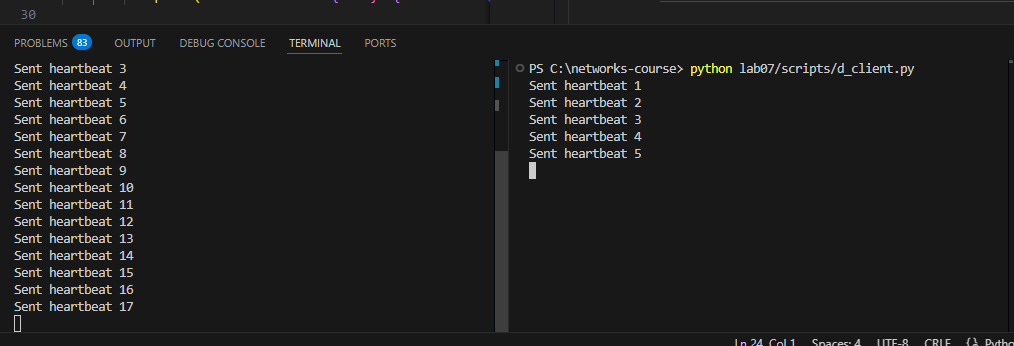 30
PROBLEMS 83 OUTPUT DEBUG CONSOLE TERMINAL PORTS
Sent heartbeat 3
Sent heartbeat 4
Sent heartbeat 5
Sent heartbeat 6
Sent heartbeat 7
Sent heartbeat 8
Sent heartbeat 9
Sent heartbeat 10
Sent heartbeat 11
Sent heartbeat 12
Sent heartbeat 13
Sent heartbeat 14
Sent heartbeat 15
Sent heartbeat 16
Sent heartbeat 17
PS C:\networks-course> python lab07/scripts/d_client.py
Sent heartbeat 1
Sent heartbeat 2
Sent heartbeat 3
Sent heartbeat 4
Sent heartbeat 5
Ln 24, Col 1 Spaces: 4 UTF-8 CRLF {} Pytho